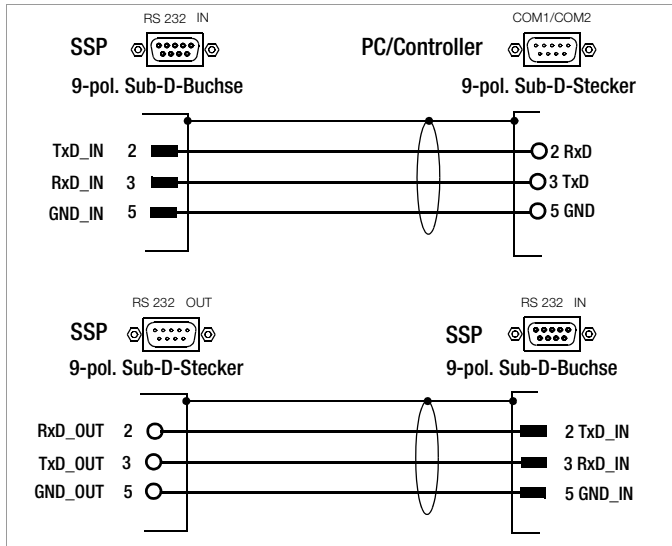 RS 232 IN
COM1/COM2
SSP
PC/Controller
9-pol. Sub-D-Buchse
9-pol. Sub-D-Stecker
TxD_IN 2
2 RxD
RxD_IN 3
3 TxD
GND_IN 5
5 GND
RS 232 OUT
RS 232 IN
SSP
SSP
9-pol. Sub-D-Stecker
9-pol. Sub-D-Buchse
RxD_OUT 2
2 TxD_IN
TxD_OUT 3
3 RxD_IN
GND_OUT 5
5 GND_IN